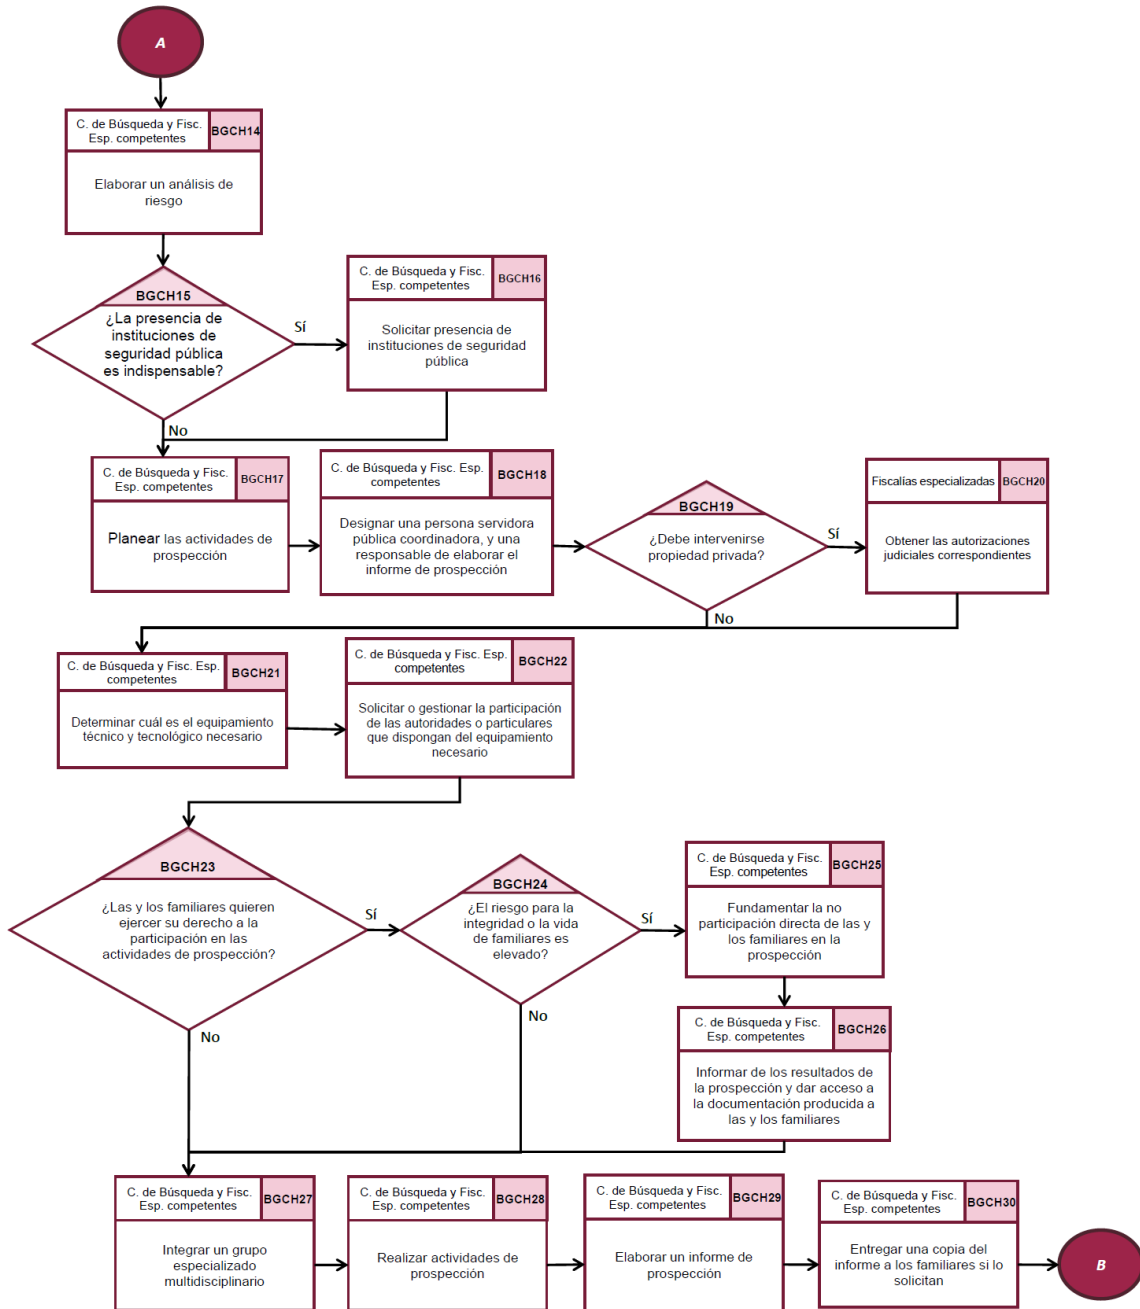 A
C. de Búsqueda y Fisc.
Esp. competentes
BGCH14
Elaborar un análisis de
riesgo
BGCH15
¿La presencia de
instituciones de
seguridad pública
es indispensable?
Sí
No
C. de Búsqueda y Fisc.
Esp. competentes
BGCH16
Solicitar presencia de
instituciones de seguridad
pública
C. de Búsqueda y Fisc.
Esp. competentes
BGCH17
Planear las actividades de
prospección
C. de Búsqueda y Fisc. Esp.
competentes
BGCH18
Designar una persona servidora
pública coordinadora, y una
responsable de elaborar el
informe de prospección
BGCH19
¿Debe intervenirse
propiedad privada?
Sí
No
Fiscalías especializadas
BGCH20
Obtener las autorizaciones
judiciales correspondientes
C. de Búsqueda y Fisc. Esp.
competentes
BGCH21
Determinar cuál es el equipamiento
técnico y tecnológico necesario
C. de Búsqueda y Fisc. Esp.
competentes
BGCH22
Solicitar o gestionar la participación
de las autoridades o particulares
que dispongan del equipamiento
necesario
BGCH23
¿Las y los familiares quieren
ejercer su derecho a la
participación en las
actividades de prospección?
Sí
No
BGCH24
¿El riesgo para la
integridad o la vida
de familiares es
elevado?
Sí
No
C. de Búsqueda y Fisc.
Esp. competentes
BGCH25
Fundamentar la no
participación directa de las y
los familiares en la
prospección
C. de Búsqueda y Fisc.
Esp. competentes
BGCH26
Informar de los resultados de
la prospección y dar acceso a
la documentación producida a
las y los familiares
C. de Búsqueda y Fisc.
Esp. competentes
BGCH27
Integrar un grupo
especializado
multidisciplinario
C. de Búsqueda y Fisc.
Esp. competentes
BGCH28
Realizar actividades de
prospección
C. de Búsqueda y Fisc.
Esp. competentes
BGCH29
Elaborar un informe de
prospección
C. de Búsqueda y Fisc.
Esp. competentes
BGCH30
Entregar una copia del
informe a los familiares si lo
solicitan
B